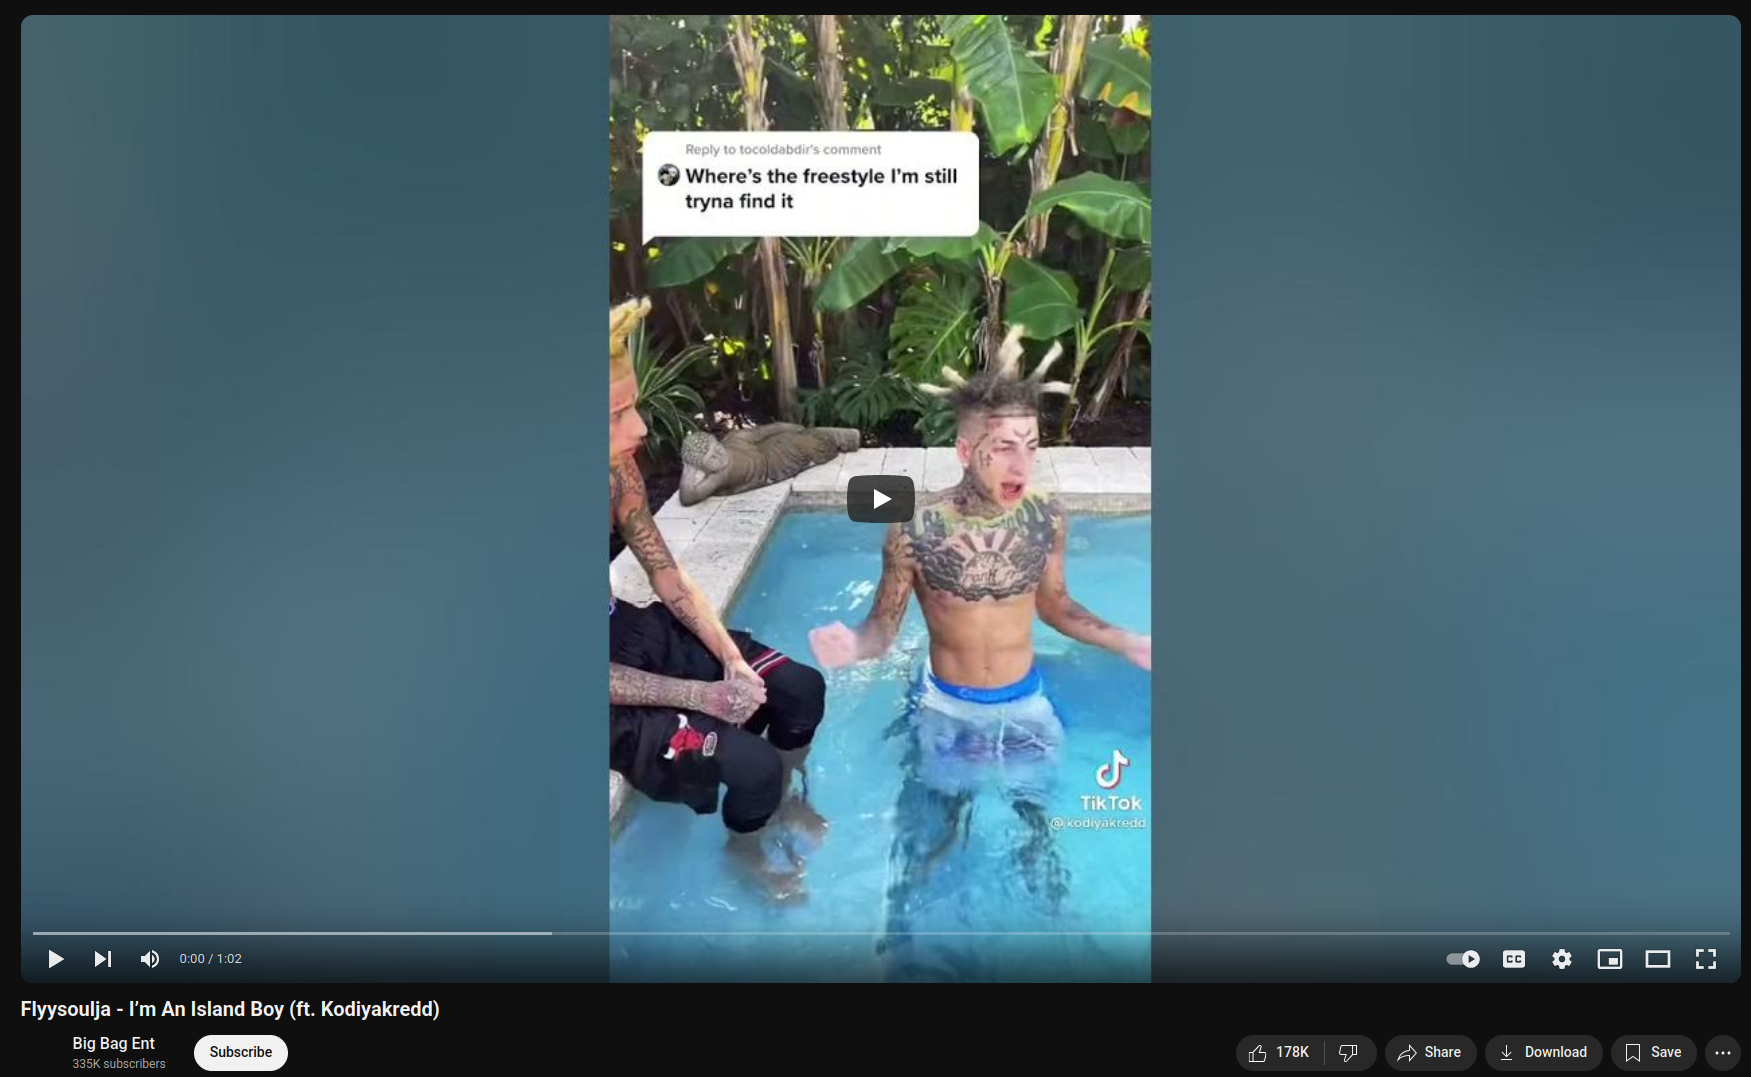 Reply to tocoldabdir's comment
Where's the freestyle I'm still
tryna find it
TikTok
@kodiyakredd
0:00 / 1:02
CC
Flyysoulja - I'm An Island Boy (ft. Kodiyakredd)
Big Bag Ent
335K subscribers
Subscribe
178K
Share
Download
Save